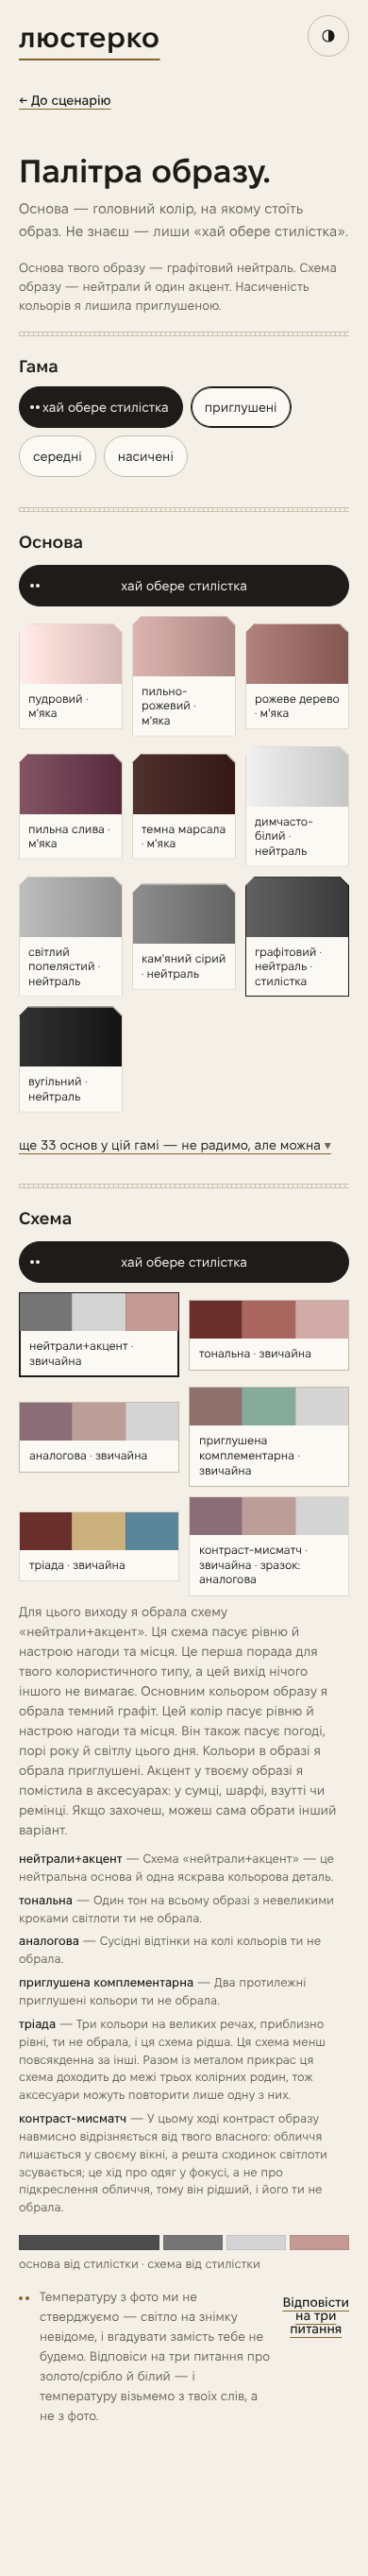 люстерко
← До сценарію
Палітра образу.
Основа — головний колір, на якому стоїть
образ. Не знаєш — лиши «хай обере стилістка».
Основа твого образу — графітовий нейтраль. Схема
образу — нейтрали й один акцент. Насиченість
кольорів я лишила приглушеною.
Гама
хай обере стилістка
приглушені
середні
насичені
Основа
хай обере стилістка
пудровий ·
м'яка
пильно-
рожевий ·
м'яка
рожеве дерево
· м'яка
пильна слива ·
м'яка
темна марсала
· м'яка
димчасто-
білий ·
нейтраль
світлий
попелястий ·
нейтраль
кам'яний сірий
· нейтраль
графітовий ·
нейтраль ·
стилістка
вугільний ·
нейтраль
ще 33 основ у цій гамі — не радимо, але можна ▾
Схема
хай обере стилістка
нейтрали+акцент ·
звичайна
тональна · звичайна
аналогова · звичайна
приглушена
комплементарна ·
звичайна
тріада · звичайна
контраст-мисматч ·
звичайна · зразок:
аналогова
Для цього виходу я обрала схему
«нейтрали+акцент». Ця схема пасує рівню й
настрою нагоди та місця. Це перша порада для
твого колористичного типу, а цей вихід нічого
іншого не вимагає. Основним кольором образу я
обрала темний графіт. Цей колір пасує рівню й
настрою нагоди та місця. Він також пасує погоді,
порі року й світлу цього дня. Кольори в образі я
обрала приглушені. Акцент у твоєму образі я
помістила в аксесуарах: у сумці, шарфі, взутті чи
ремінці. Якщо захочеш, можеш сама обрати інший
варіант.
нейтрали+акцент — Схема «нейтрали+акцент» — це
нейтральна основа й одна яскрава кольорова деталь.
тональна — Один тон на всьому образі з невеликими
кроками світлоти ти не обрала.
аналогова — Сусідні відтінки на колі кольорів ти не
обрала.
приглушена комплементарна — Два протилежні
приглушені кольори ти не обрала.
тріада — Три кольори на великих речах, приблизно
рівні, ти не обрала, і ця схема рідша. Ця схема менш
повсякденна за інші. Разом із металом прикрас ця
схема доходить до межі трьох колірних родин, тож
аксесуари можуть повторити лише одну з них.
контраст-мисматч — У цьому ході контраст образу
навмисно відрізняється від твого власного: обличчя
лишається у своєму вікні, а решта сходинок світлоти
зсувається; це хід про одяг у фокусі, а не про
підкреслення обличчя, тому він рідший, і його ти не
обрала.
основа від стилістки · схема від стилістки
Температуру з фото ми не
стверджуємо — світло на знімку
невідоме, і вгадувати замість тебе не
будемо. Відповіси на три питання про
золото/срібло й білий — і
температуру візьмемо з твоїх слів, а
не з фото.
Відповісти
на три
питання